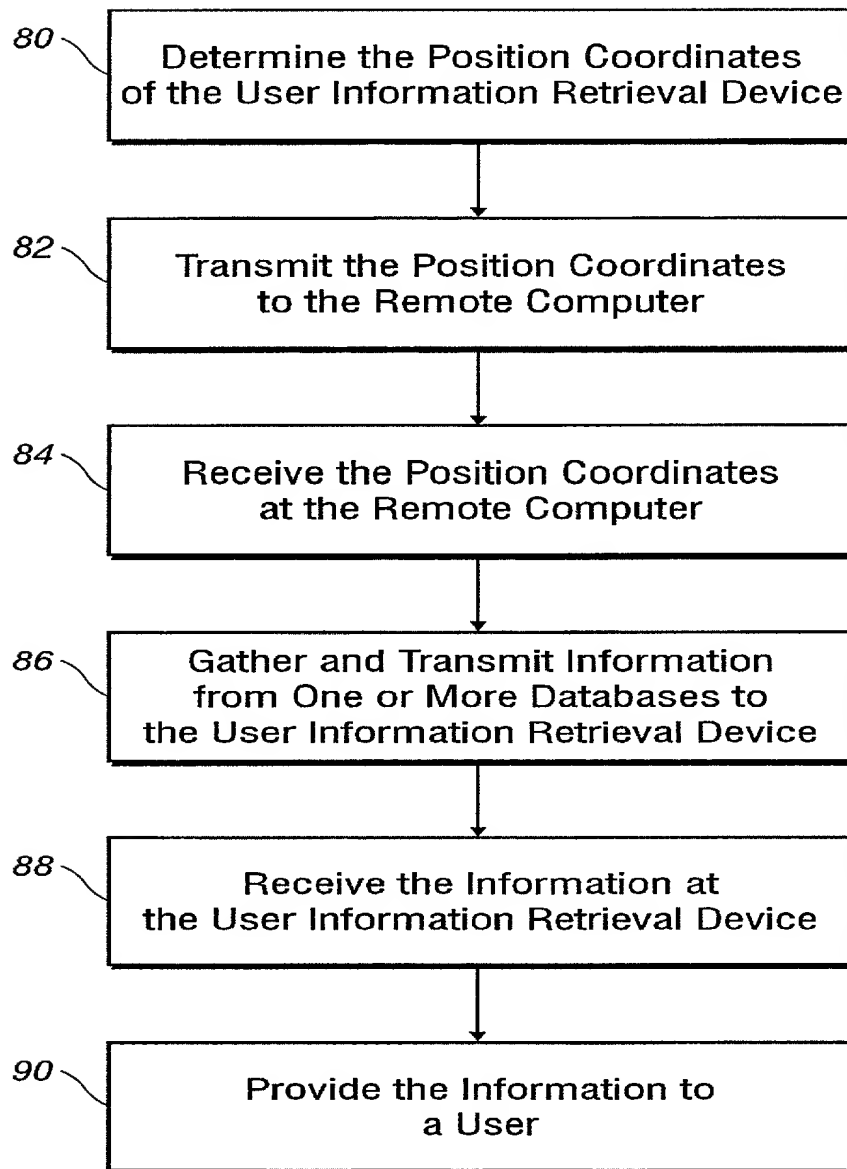 80
Determine the Position Coordinates
of the User Information Retrieval Device
82
Transmit the Position Coordinates
to the Remote Computer
84
Receive the Position Coordinates
at the Remote Computer
86
Gather and Transmit Information
from One or More Databases to
the User Information Retrieval Device
88
Receive the Information at
the User Information Retrieval Device
90
Provide the Information to
a User